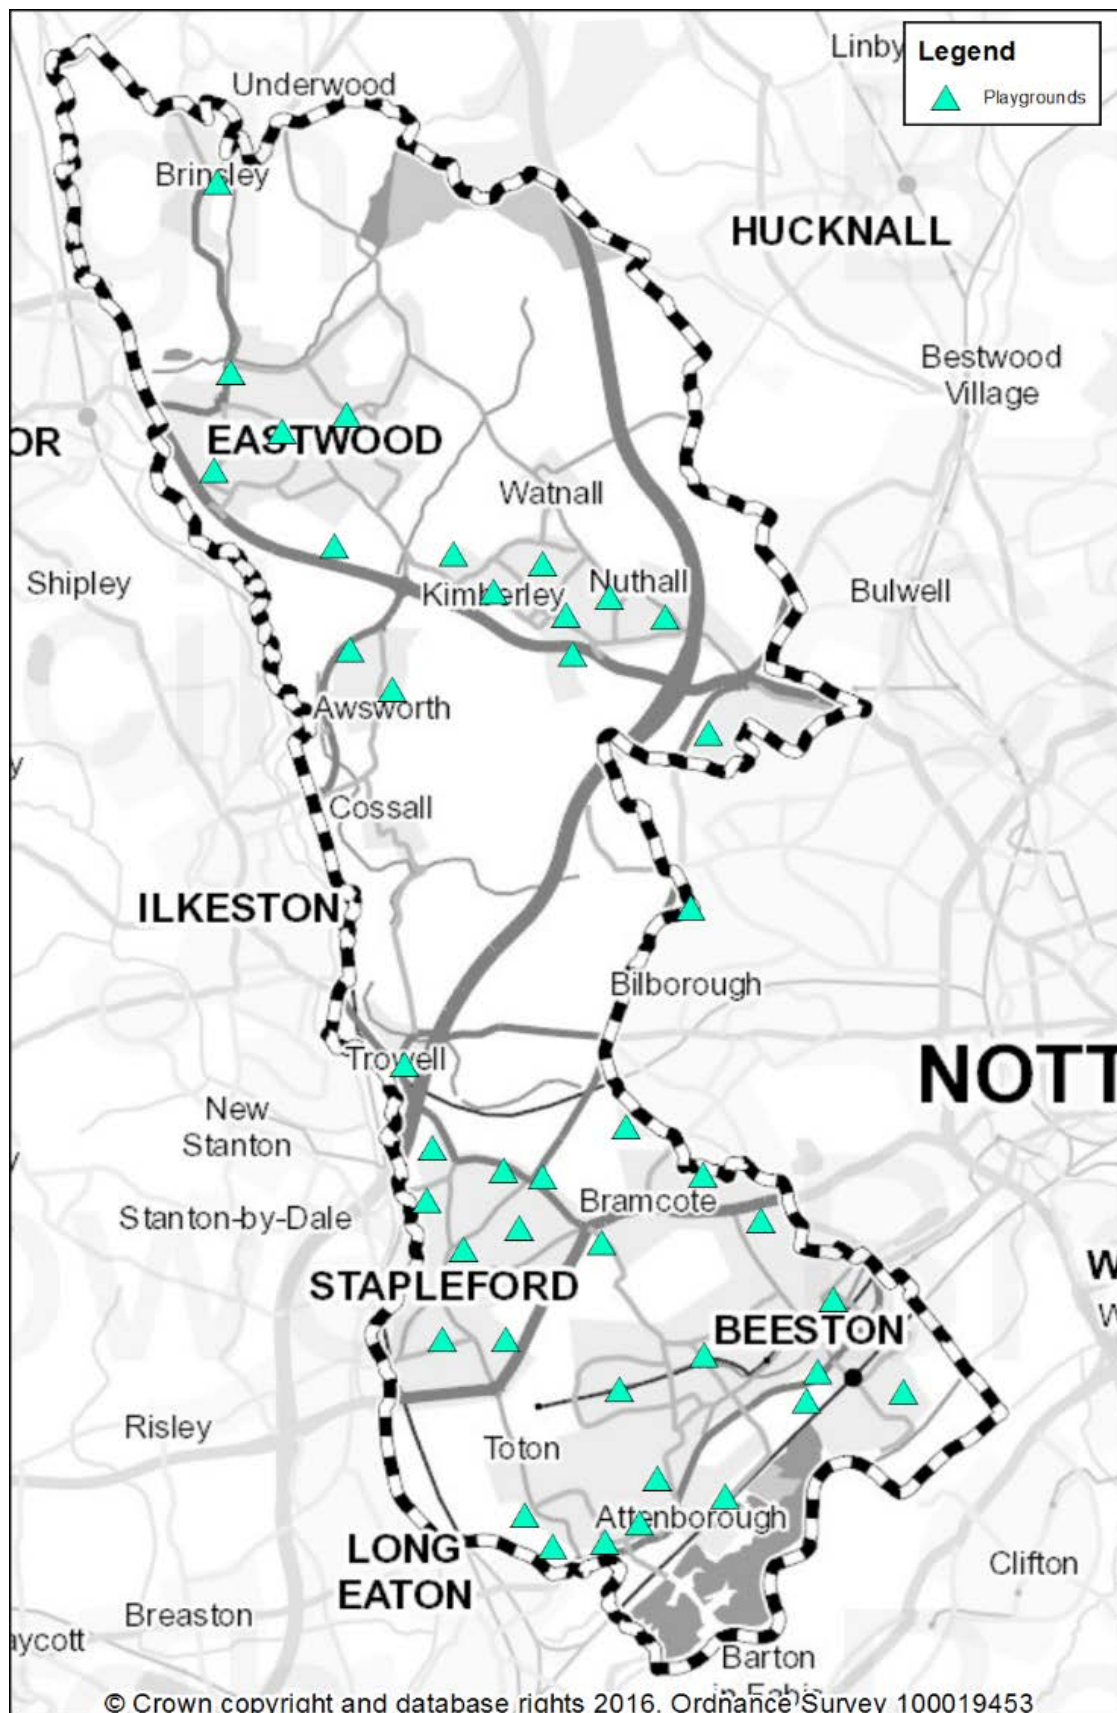 Linby
Legend
Playgrounds
Underwood
Brinsley
HUCKNALL
Bestwood
Village
OR
EASTWOOD
Watnall
Shipley
Kimberley
Nuthall
Bulwell
Awsworth
y
Cossall
ILKESTON
Bilborough
Trowell
NOTT
New
Stanton
y
Stanton-by-Dale
Bramcote
W
STAPLEFORD
W
BEESTON
Risley
Toton
Attenborough
LONG
EATON
Clifton
Breaston
aycott
Barton
© Crown copyright and database rights 2016. Ordnance Survey 100019453